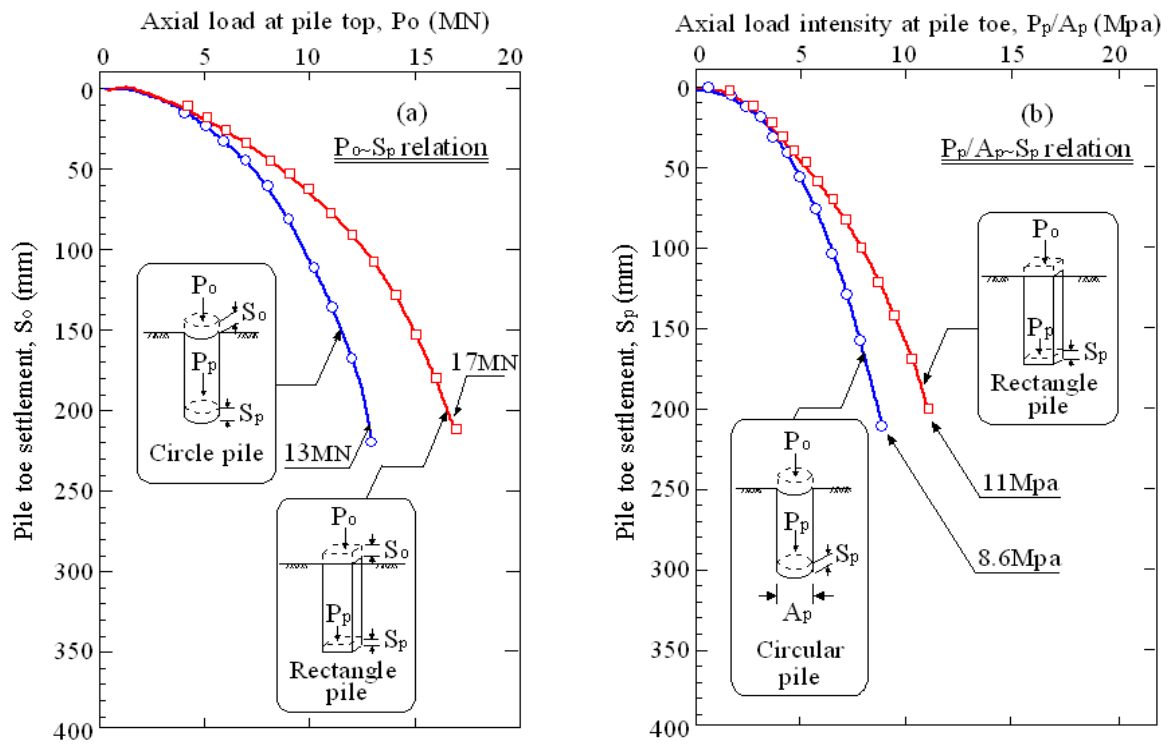 Axial load at pile top, Po (MN)
0 5 10 15 20
0
50
100
150
200
250
300
350
400
Pile toe settlement, So (mm)
(a)
Po~Sp relation
Po
So
Pp
Sp
Circle pile
17MN
13MN
Po
So
Pp
Sp
Rectangle
pile
Axial load intensity at pile toe, Pp/Ap (Mpa)
0 5 10 15 20
0
50
100
150
200
250
300
350
400
Pile toe settlement, Sp (mm)
(b)
Pp/Ap~Sp relation
Po
Pp
Sp
Rectangle
pile
11Mpa
8.6Mpa
Po
Pp
Sp
Ap
Circular
pile